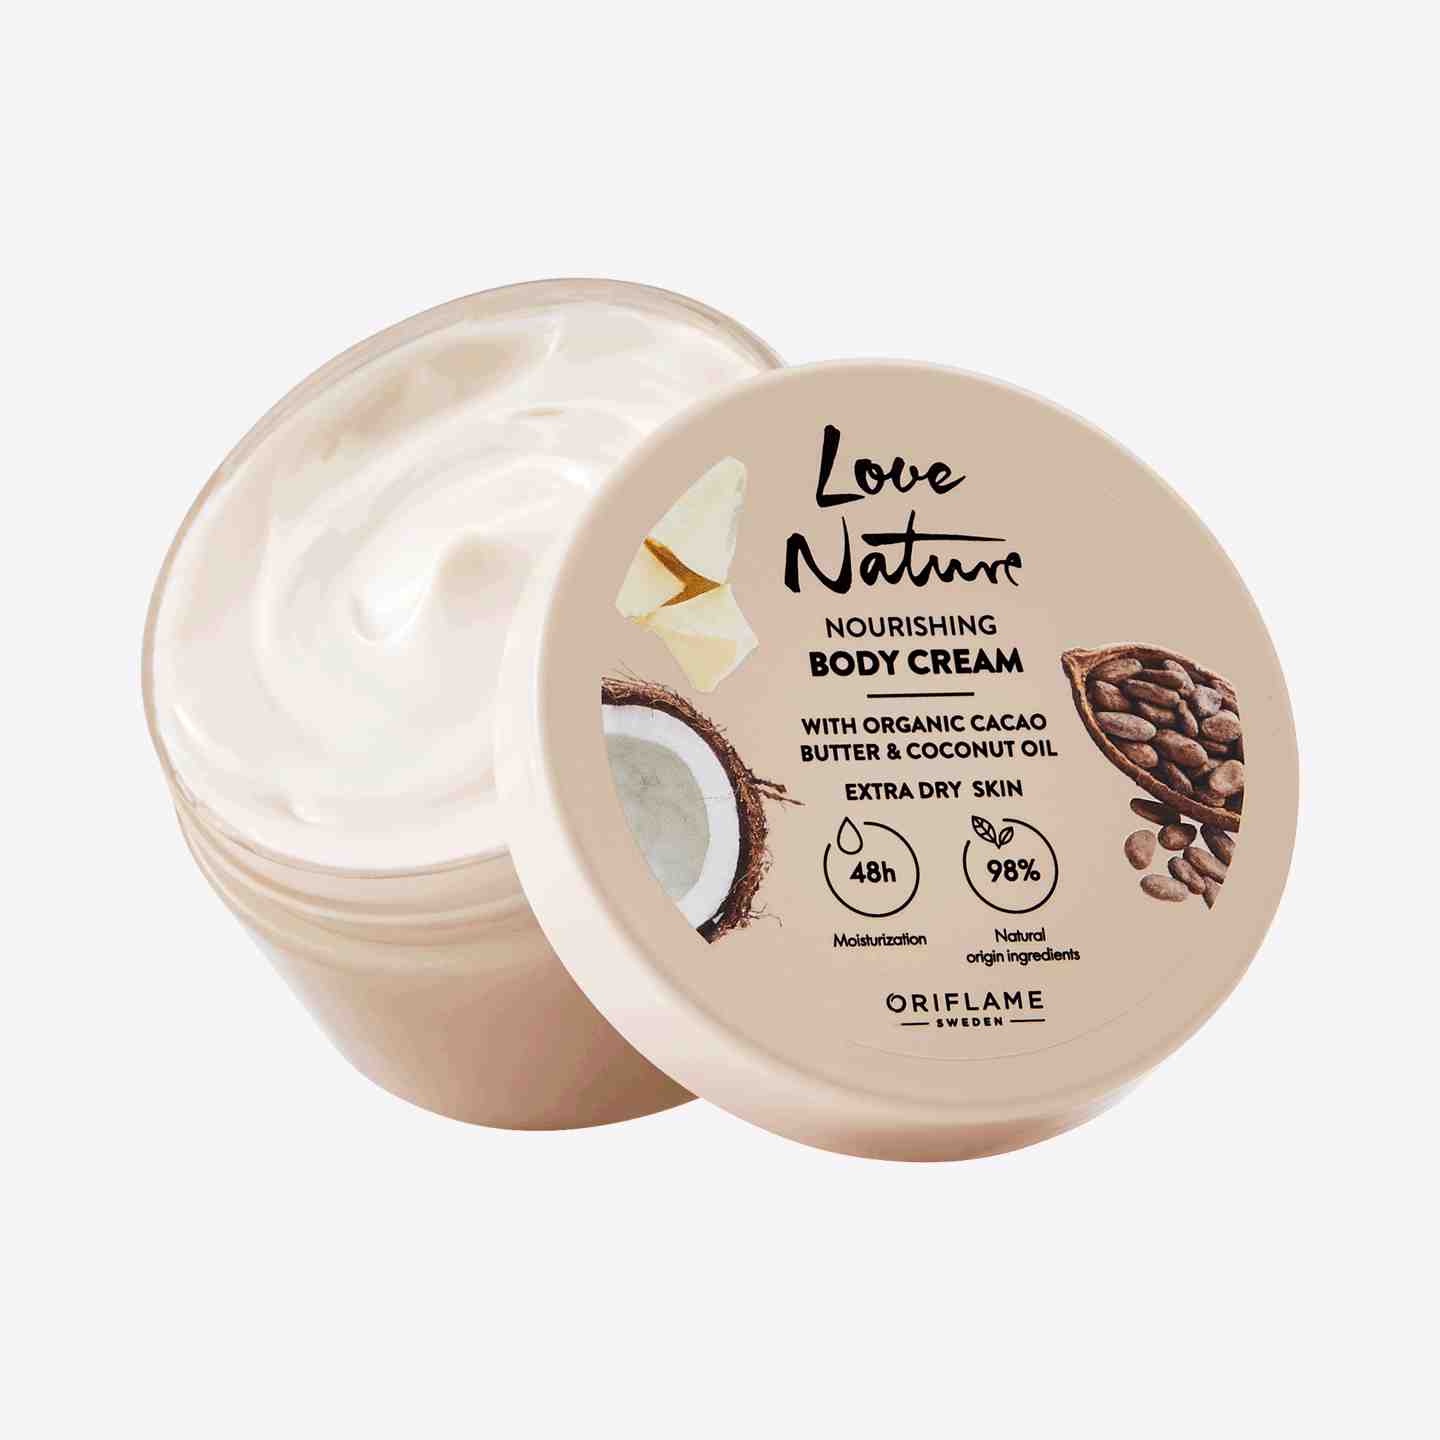 Love
Nature
NOURISHING
BODY CREAM
WITH ORGANIC CACAO
BUTTER & COCONUT OIL
EXTRA DRY SKIN
48h
98%
Moisturization
Natural
origin ingredients
ORIFLAME
SWEDEN